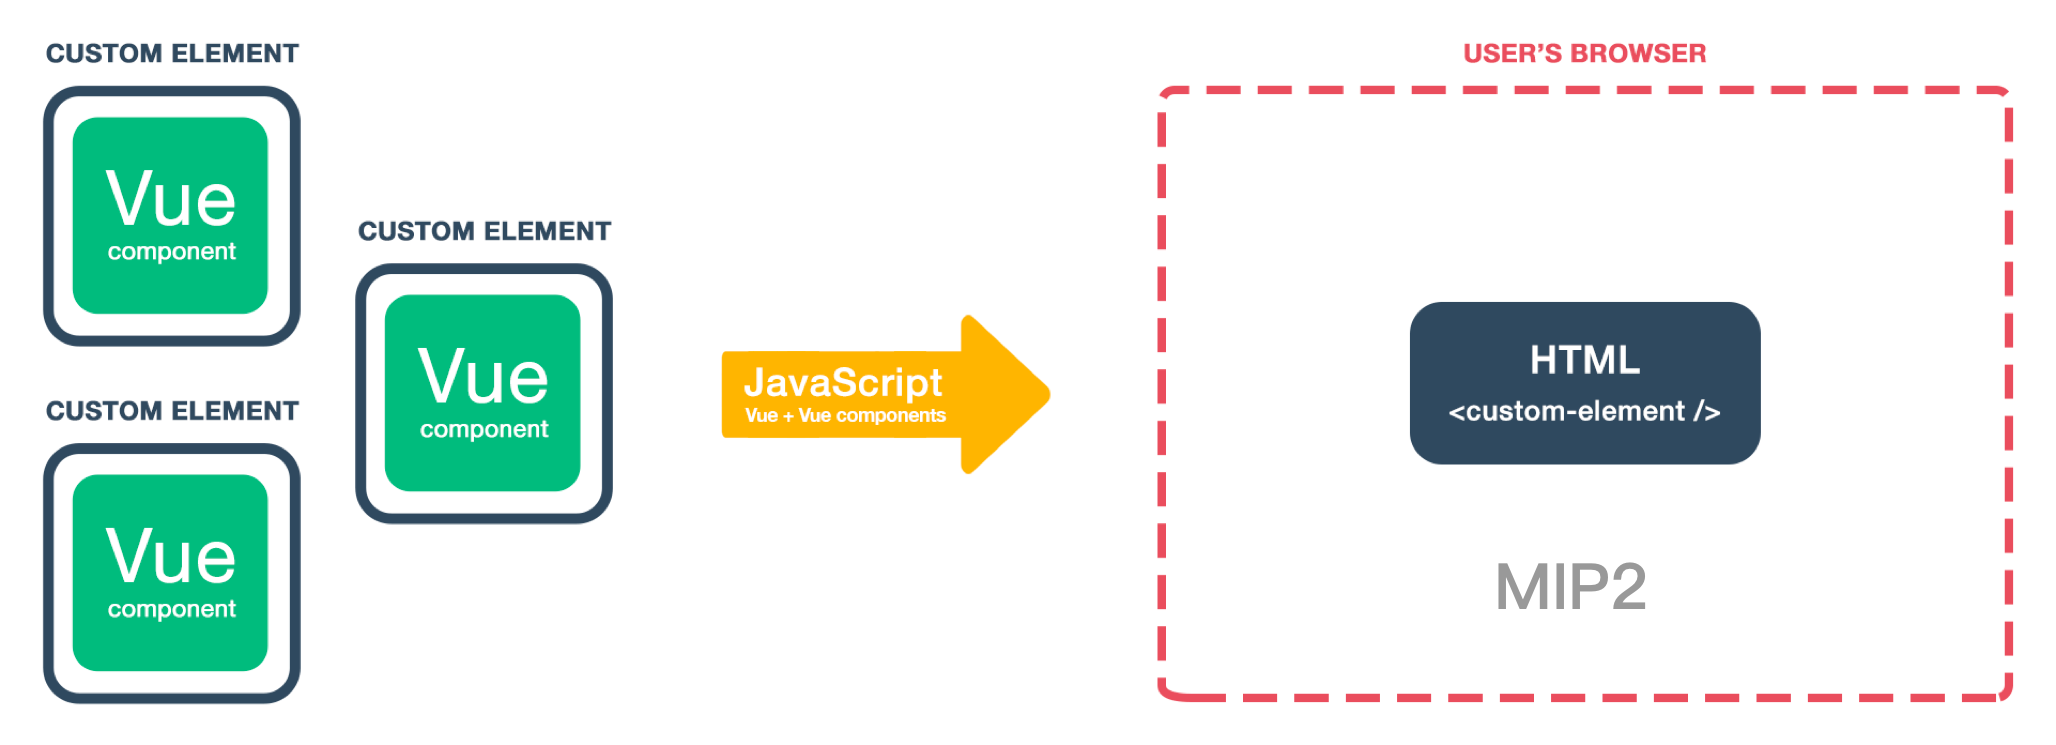 CUSTOM ELEMENT
Vue
component
CUSTOM ELEMENT
Vue
component
CUSTOM ELEMENT
Vue
component
JavaScript
Vue + Vue components
USER’S BROWSER
HTML
<custom-element />
MIP2